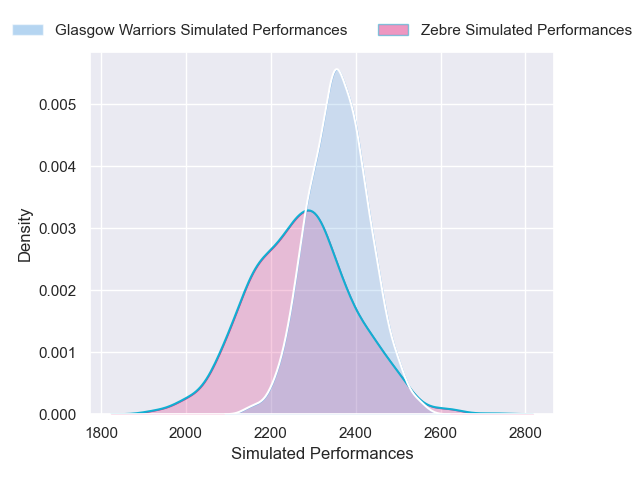 Glasgow Warriors Simulated Performances
Zebre Simulated Performances
Density
0.005
0.004
0.003
0.002
0.001
0.000
1800 2000 2200 2400 2600 2800
Simulated Performances